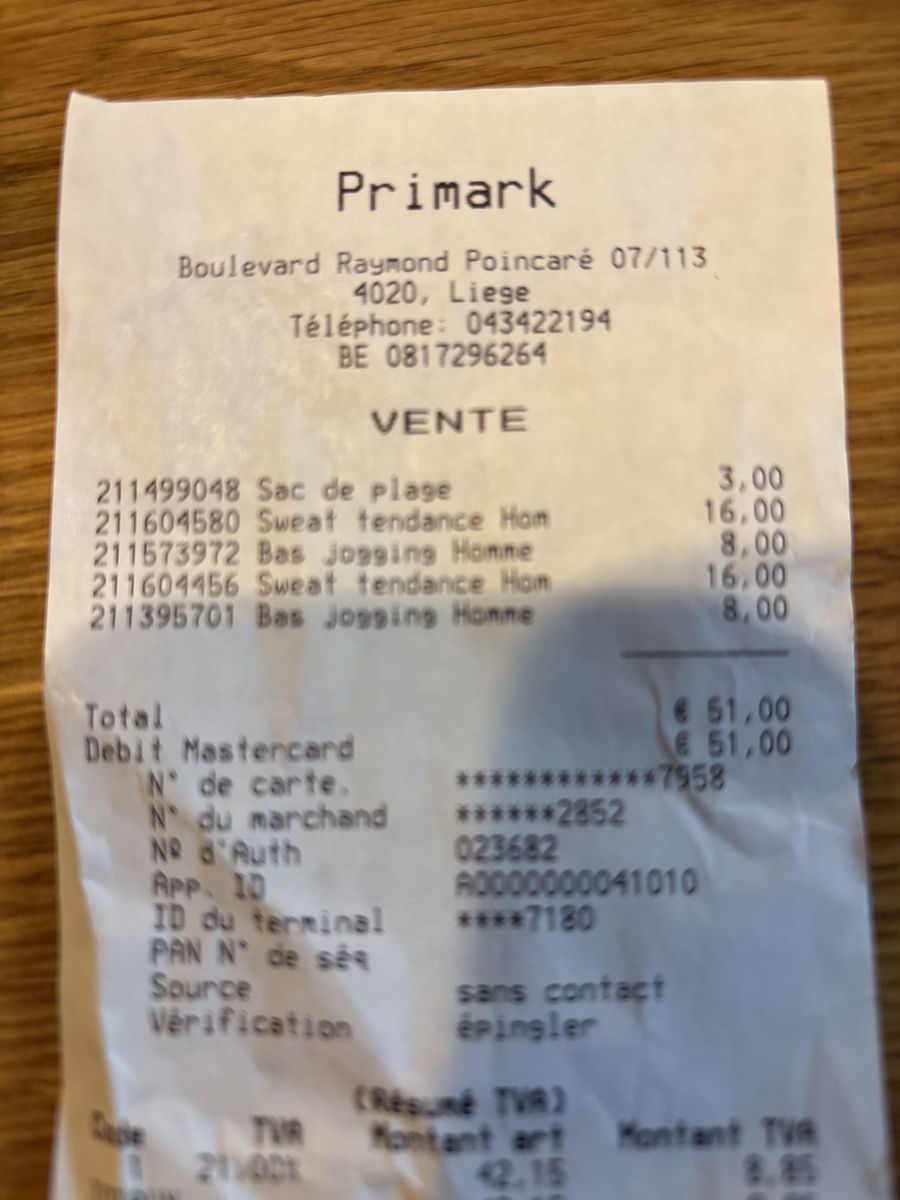 Primark
Boulevard Raymond Poincaré 07/113
4020, Liege
Téléphone: 043422194
BE 0817296264
VENTE
211499048 Sac de plage 3,00
211604580 Sweat tendance Hom 16,00
211573972 Bas jogging Homme 8,00
211604456 Sweat tendance Hom 16,00
211395701 Bas jogging Homme 8,00
Total € 51,00
Debit Mastercard € 51,00
N° de carte. ************7958
N° du marchand ******2852
Nº d'Auth 023682
App. ID A0000000041010
ID du terminal ****7180
PAN N° de séq
Source sans contact
Vérification épingler
(Résumé TVA)
Code TVA Montant art Montant TVA
1 21.00% 42.15 8.85